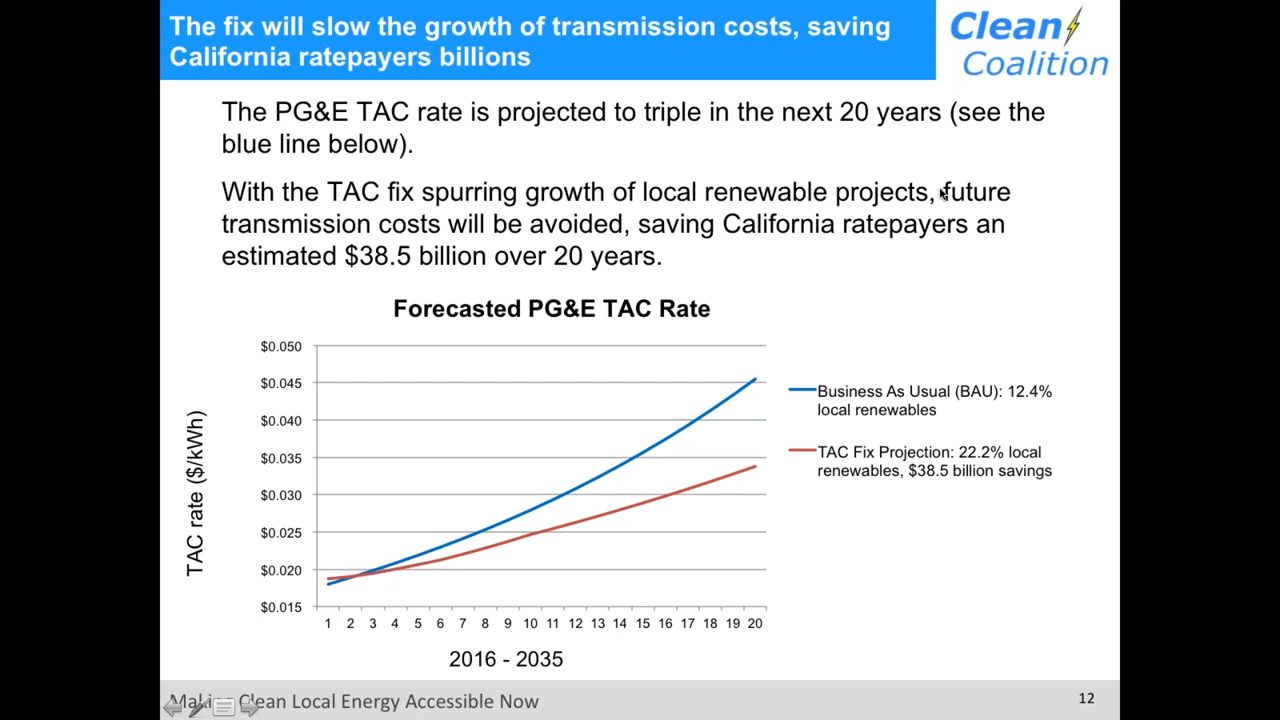 The fix will slow the growth of transmission costs, saving
California ratepayers billions
Clean
Coalition
The PG&E TAC rate is projected to triple in the next 20 years (see the
blue line below).
With the TAC fix spurring growth of local renewable projects, future
transmission costs will be avoided, saving California ratepayers an
estimated $38.5 billion over 20 years.
Forecasted PG&E TAC Rate
TAC rate ($/kWh)
$0.050
$0.045
$0.040
$0.035
$0.030
$0.025
$0.020
$0.015
1 2 3 4 5 6 7 8 9 10 11 12 13 14 15 16 17 18 19 20
2016 - 2035
Business As Usual (BAU): 12.4%
local renewables
TAC Fix Projection: 22.2% local
renewables, $38.5 billion savings
Making Clean Local Energy Accessible Now
12